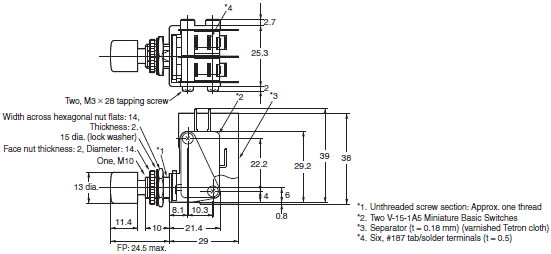 *4
2.7
25.3
2
Two, M3 × 28 tapping screw
*2
*3
Width across hexagonal nut flats: 14,
Thickness: 2.
15 dia. (lock washer)
*1
Face nut thickness: 2, Diameter: 14.
One, M10
13 dia.
22.2
29.2
39
38
4
6
0.8
8.1
10.3
11.4
10
21.4
29
FP: 24.5 max.
*1. Unthreaded screw section: Approx. one thread
*2. Two V-15-1A5 Miniature Basic Switches
*3. Separator (t = 0.18 mm) (varnished Tetron cloth)
*4. Six, #187 tab/solder terminals (t = 0.5)